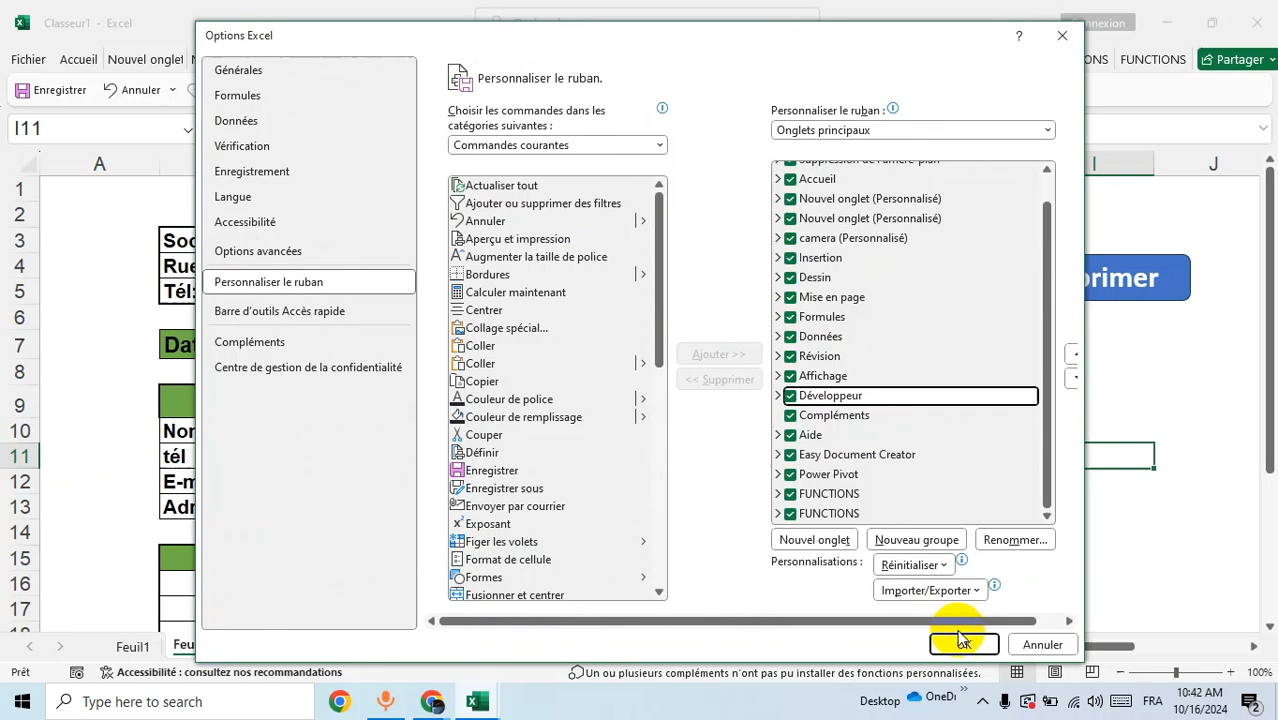 Classeur1 - Excel
Connexion
Fichier
Accueil
Nouvel onglet
FUNCTIONS
Partager
Enregistrer
Annuler
I11
A
I
J
1
2
3
4
5
6
7
8
9
10
11
12
13
14
15
16
17
18
Soc
Rue
Tél:
Dat
Nom
tél
E-m
Adr
primer
Options Excel
?
Générales
Formules
Données
Vérification
Enregistrement
Langue
Accessibilité
Options avancées
Personnaliser le ruban
Barre d'outils Accès rapide
Compléments
Centre de gestion de la confidentialité
Personnaliser le ruban.
Choisir les commandes dans les
catégories suivantes :
Commandes courantes
Actualiser tout
Ajouter ou supprimer des filtres
Annuler
Aperçu et impression
Augmenter la taille de police
Bordures
Calculer maintenant
Centrer
Collage spécial...
Coller
Coller
Copier
Couleur de police
Couleur de remplissage
Couper
Définir
Enregistrer
Enregistrer sous
Envoyer par courrier
Exposant
Figer les volets
Format de cellule
Formes
Fusionner et centrer
Ajouter >>
<< Supprimer
Personnaliser le ruban :
Onglets principaux
Suppression de l'arrière-plan
Accueil
Nouvel onglet (Personnalisé)
Nouvel onglet (Personnalisé)
camera (Personnalisé)
Insertion
Dessin
Mise en page
Formules
Données
Révision
Affichage
Développeur
Compléments
Aide
Easy Document Creator
Power Pivot
FUNCTIONS
FUNCTIONS
Nouvel onglet
Nouveau groupe
Renommer...
Personnalisations :
Réinitialiser
Importer/Exporter
OK
Annuler
Feuil1
Feu
Prêt
Accessibilité : consultez nos recommandations
Un ou plusieurs compléments n'ont pas pu installer des fonctions personnalisées.
100%
Type here to search
Desktop
OneDri
FRA
10:42 AM
10/16/2024
2